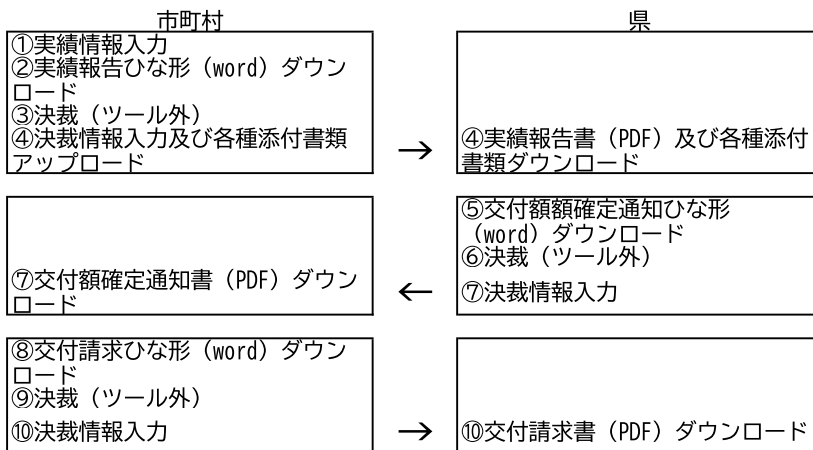 市町村
県
①実績情報入力
②実績報告ひな形（word）ダウン
ロード
③決裁（ツール外）
④決裁情報入力及び各種添付書類
アップロード
→
④実績報告書（PDF）及び各種添付
書類ダウンロード
⑦交付額確定通知書（PDF）ダウン
ロード
←
⑤交付額額確定通知ひな形
（word）ダウンロード
⑥決裁（ツール外）
⑦決裁情報入力
⑧交付請求ひな形（word）ダウン
ロード
⑨決裁（ツール外）
⑩決裁情報入力
→
⑩交付請求書（PDF）ダウンロード